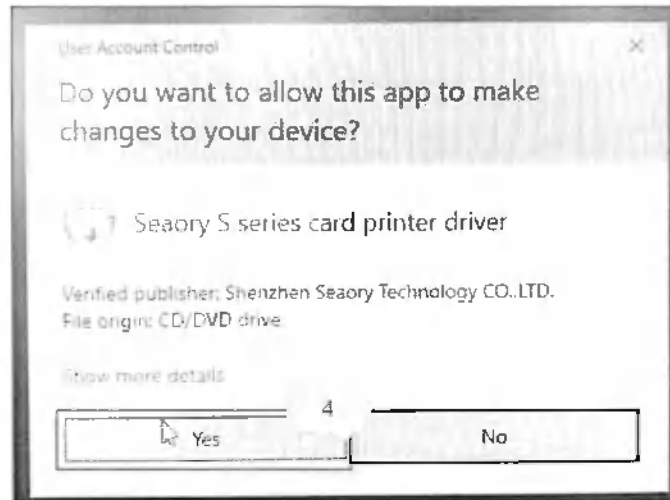 User Account Control
Do you want to allow this app to make
changes to your device?
Seaory S series card printer driver
Verified publisher: Shenzhen Seaory Technology CO.,LTD.
File origin: CD/DVD drive
Show more details
4
Yes
No